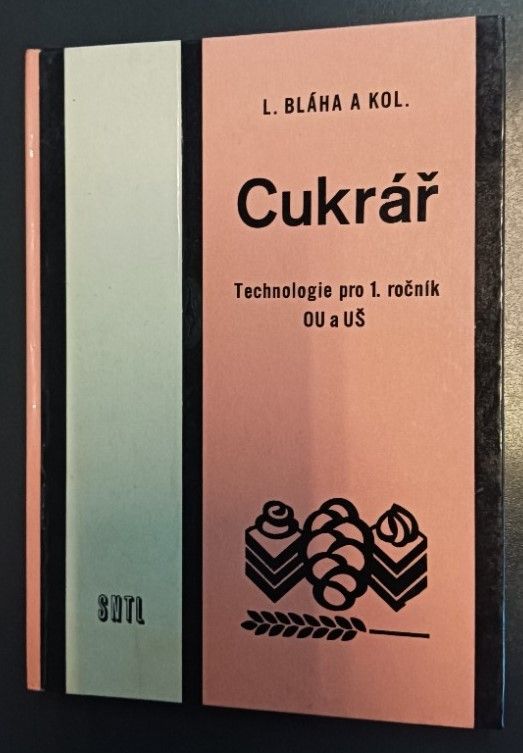 L. BLÁHA A KOL.
Cukrář
Technologie pro 1. ročník
OU a UŠ
SNTL